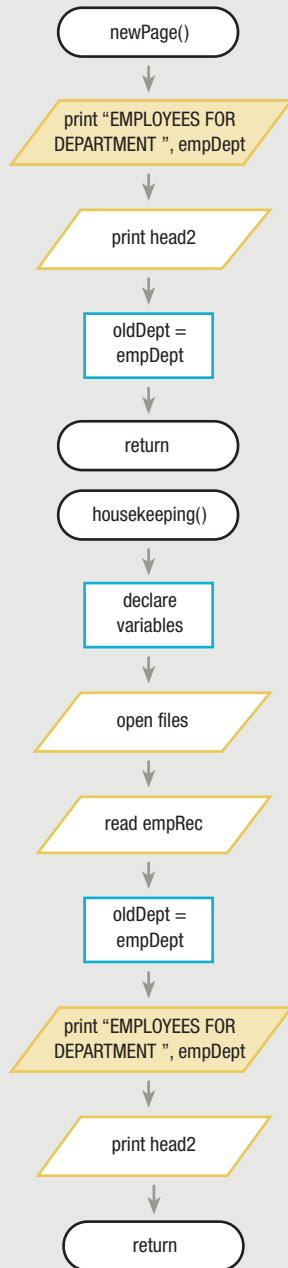 newPage()
print “EMPLOYEES FOR
DEPARTMENT ”, empDept
print head2
oldDept =
empDept
return
housekeeping()
declare
variables
open files
read empRec
oldDept =
empDept
print “EMPLOYEES FOR
DEPARTMENT ”, empDept
print head2
return